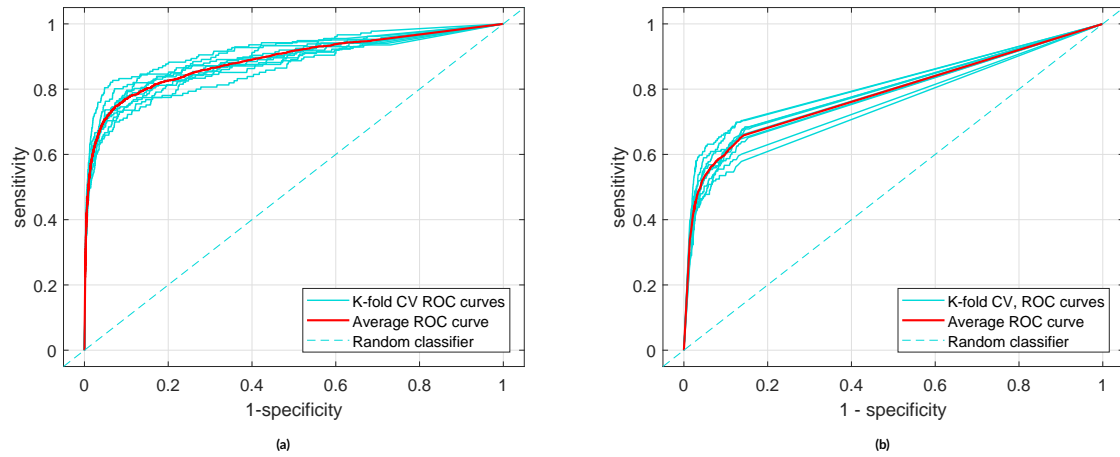 1
0.8
0.6
0.4
0.2
0
sensitivity
K-fold CV ROC curves
Average ROC curve
Random classifier
0 0.2 0.4 0.6 0.8 1
1-specificity
(a)
1
0.8
0.6
0.4
0.2
0
sensitivity
K-fold CV, ROC curves
Average ROC curve
Random classifier
0 0.2 0.4 0.6 0.8 1
1 - specificity
(b)